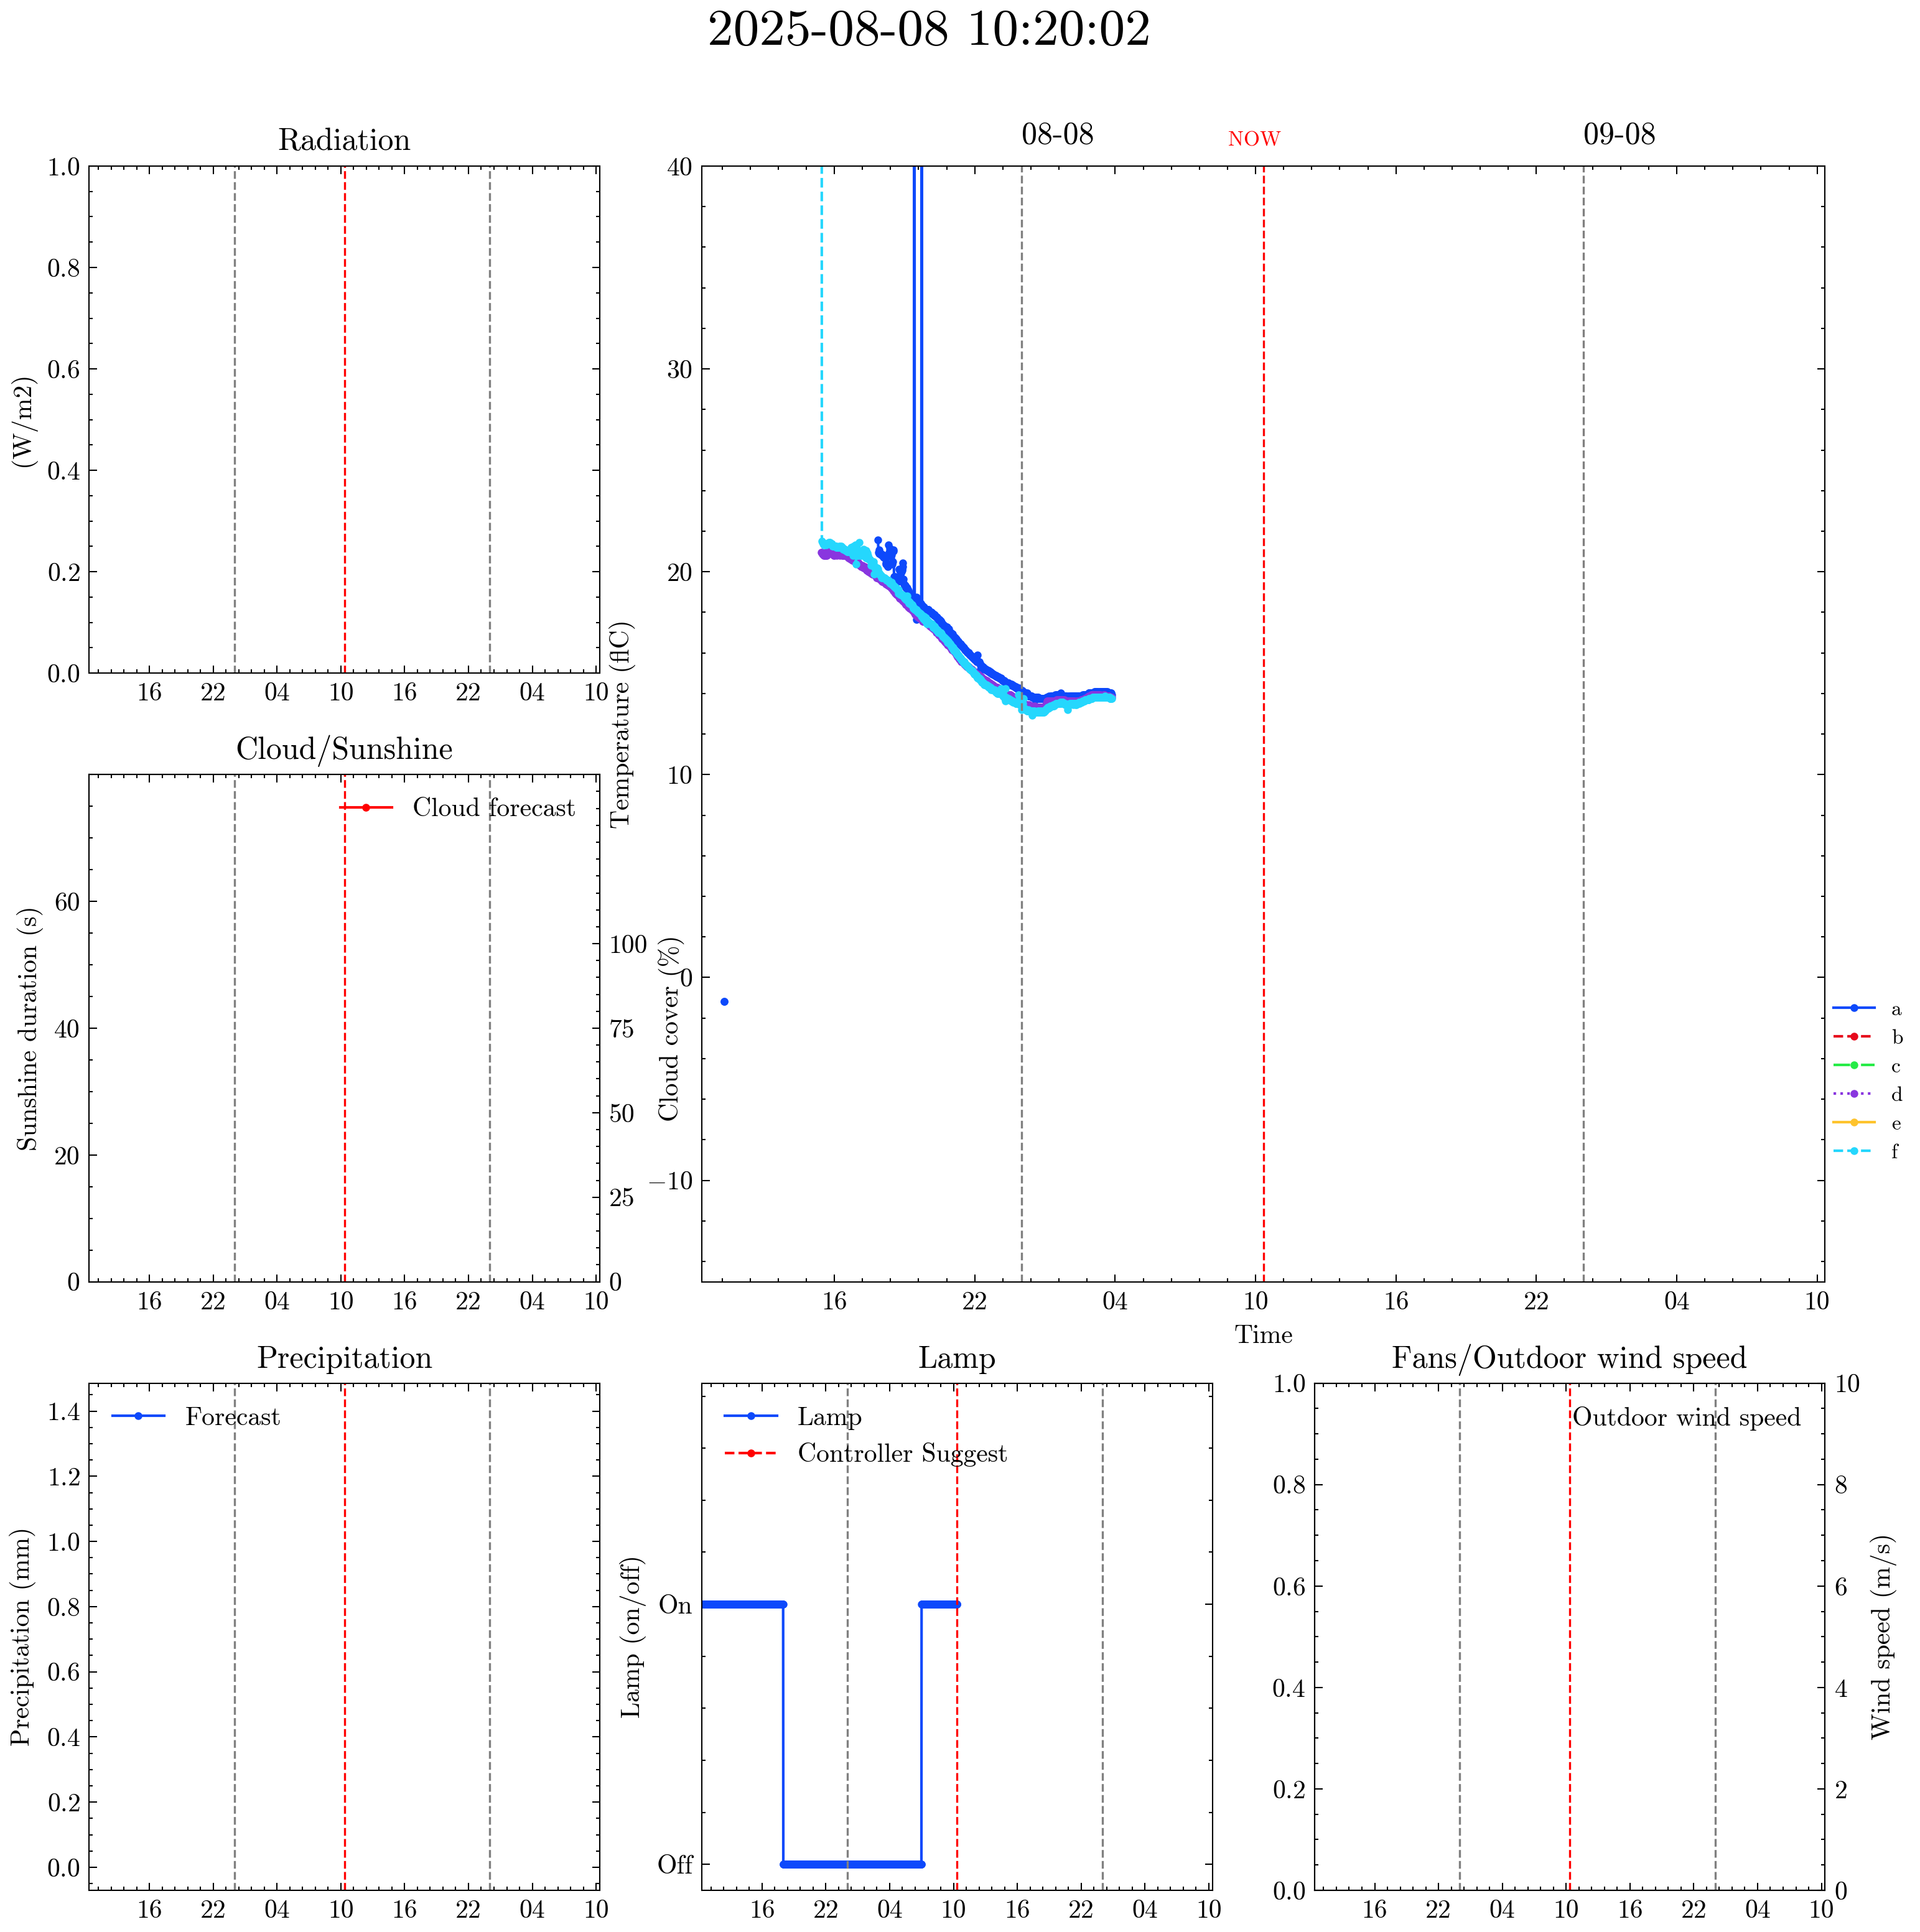 2025-08-08 10:20:02
Radiation
08-08
NOW
09-08
1.0
0.8
0.6
0.4
0.2
0.0
(W/m2)
16 22 04 10 16 22 04 10
Cloud/Sunshine
Cloud forecast
60
40
20
0
Sunshine duration (s)
100
75
50
25
0
Cloud cover (%)
16 22 04 10 16 22 04 10
40
30
20
10
0
−10
Temperature (flC)
16 22 04 10 16 22 04 10
Time
a
b
c
d
e
f
Precipitation
Forecast
1.4
1.2
1.0
0.8
0.6
0.4
0.2
0.0
Precipitation (mm)
16 22 04 10 16 22 04 10
Lamp
Lamp
Controller Suggest
On
Off
Lamp (on/off)
16 22 04 10 16 22 04 10
Fans/Outdoor wind speed
Outdoor wind speed
1.0
0.8
0.6
0.4
0.2
0.0
10
8
6
4
2
0
Wind speed (m/s)
16 22 04 10 16 22 04 10